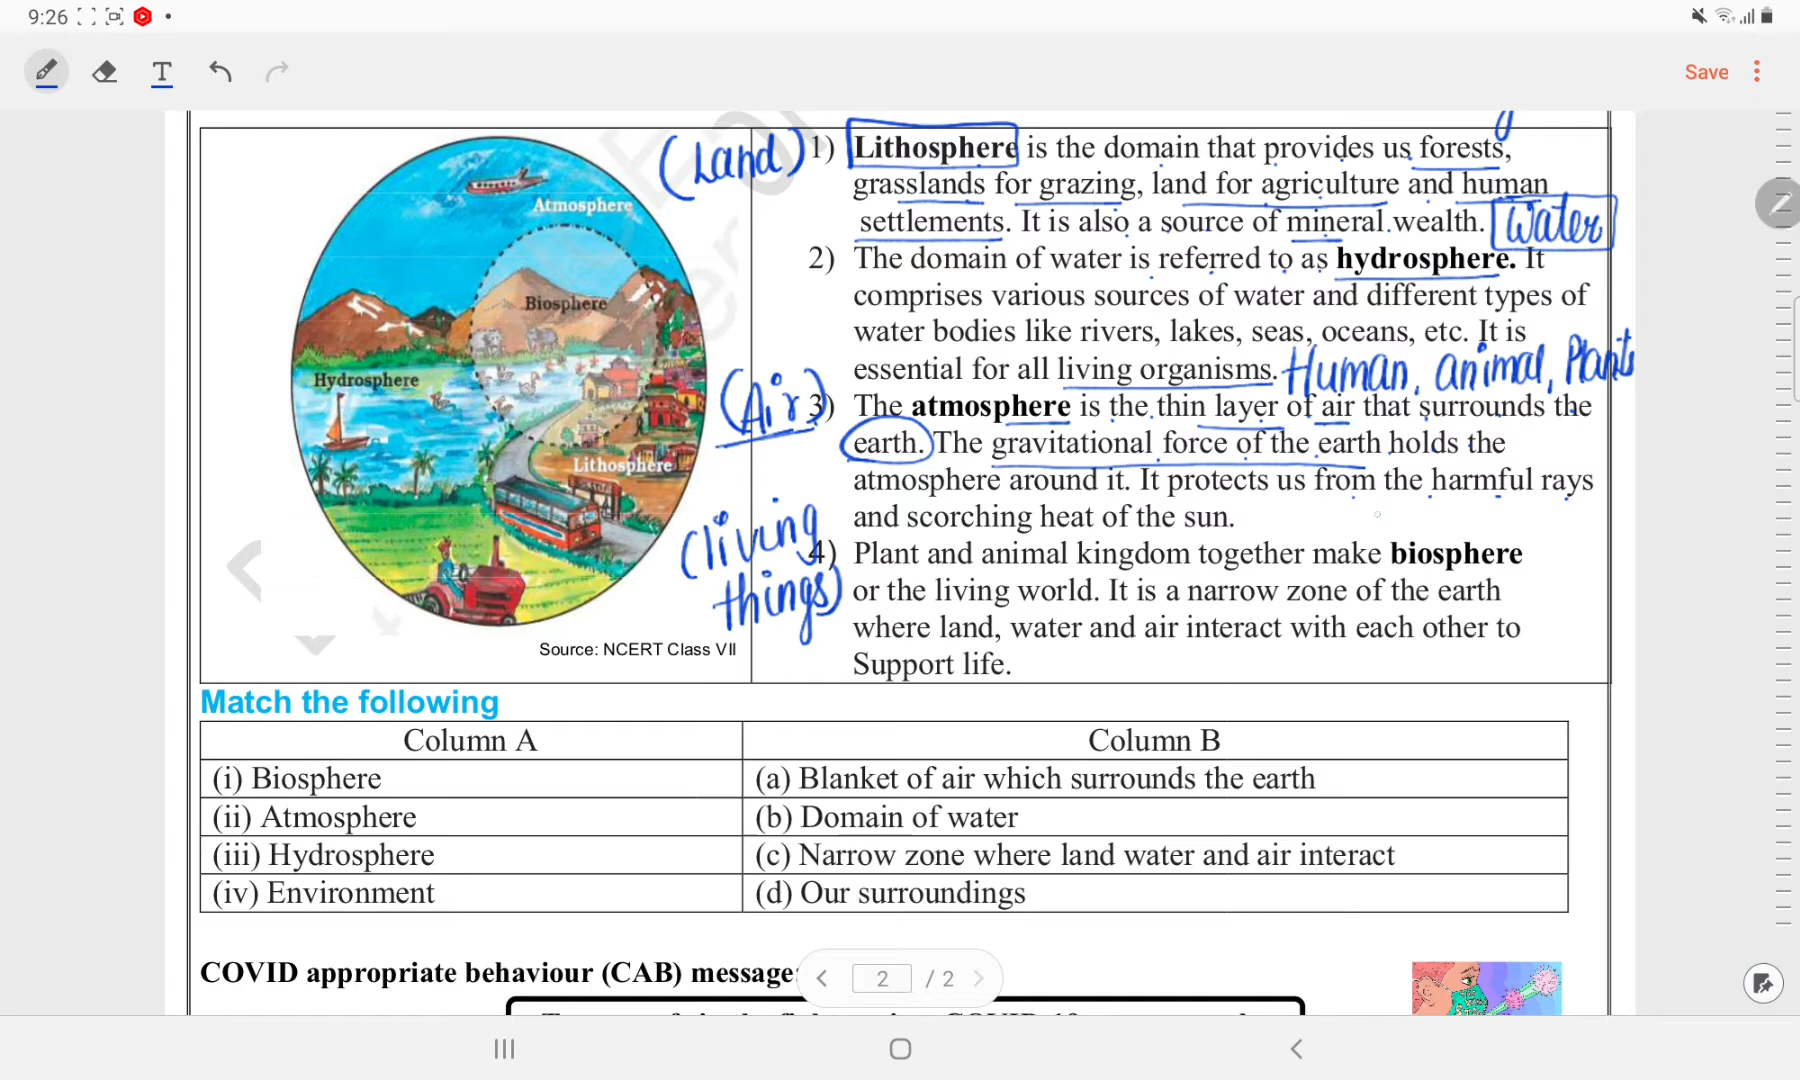 9:26
Save
(Land)
1) Lithosphere is the domain that provides us forests,
grasslands for grazing, land for agriculture and human
settlements. It is also a source of mineral wealth. Water
2) The domain of water is referred to as hydrosphere. It
comprises various sources of water and different types of
water bodies like rivers, lakes, seas, oceans, etc. It is
essential for all living organisms. Human, animal, Plants
(Air)
3) The atmosphere is the thin layer of air that surrounds the
earth. The gravitational force of the earth holds the
atmosphere around it. It protects us from the harmful rays
and scorching heat of the sun.
(living
things)
4) Plant and animal kingdom together make biosphere
or the living world. It is a narrow zone of the earth
where land, water and air interact with each other to
Support life.
Atmosphere
Biosphere
Hydrosphere
Lithosphere
Source: NCERT Class VII
Match the following
Column A Column B
(i) Biosphere (a) Blanket of air which surrounds the earth
(ii) Atmosphere (b) Domain of water
(iii) Hydrosphere (c) Narrow zone where land water and air interact
(iv) Environment (d) Our surroundings
COVID appropriate behaviour (CAB) message:
2 / 2